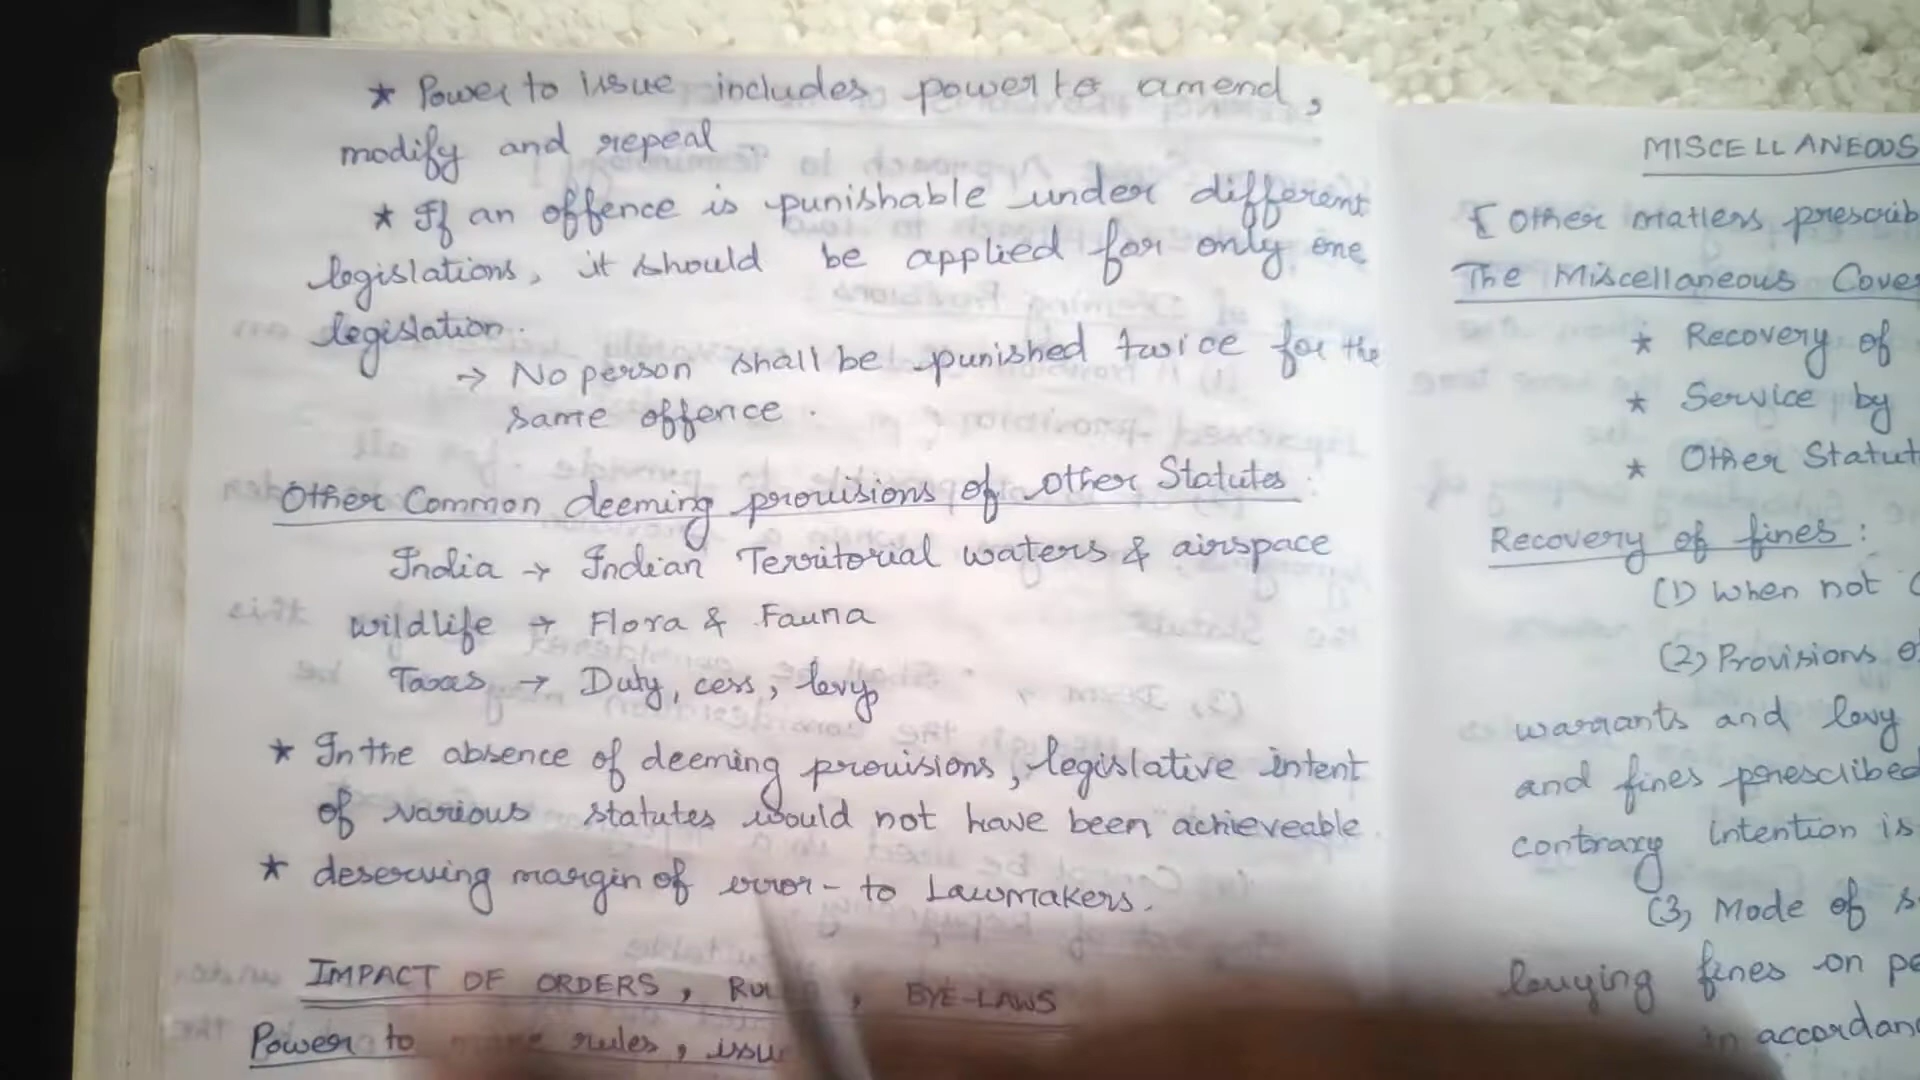 * Power to issue includes power to amend,
modify and repeal.
* If an offence is punishable under different
legislations, it should be applied for only one
legislation.
→ No person shall be punished twice for the
same offence.
Other Common deeming provisions of other Statutes:
India → Indian Territorial waters & airspace
wildlife → Flora & Fauna
Taxas → Duty, cess, levy
* In the absence of deeming provisions, legislative intent
of various statutes would not have been achieveable
* deserving margin of error - to Lawmakers.
IMPACT OF ORDERS, , BYE-LAWS
Power to rules,
MISCELLANEOUS
[Other matters
The Miscellaneous
* Recovery of
* Service by
* Other
Recovery of fines:
(1) When not
(2) Provisions
warrants and levy
and fines prescibed
contrary intention is
(3) Mode of
levying fines on
in